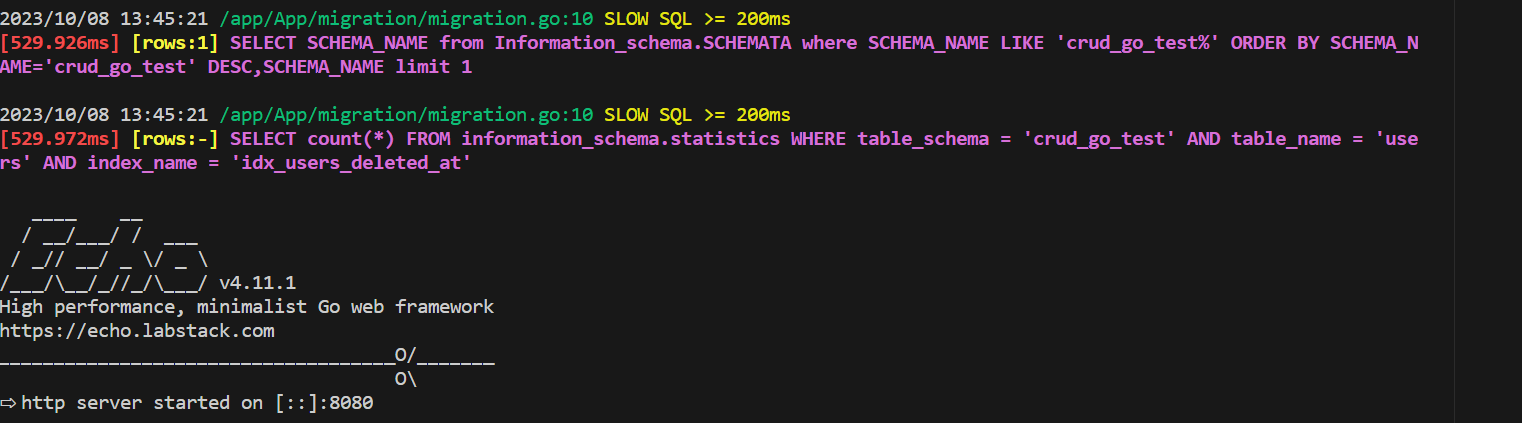 2023/10/08 13:45:21 /app/App/migration/migration.go:10 SLOW SQL >= 200ms
[529.926ms] [rows:1] SELECT SCHEMA_NAME from Information_schema.SCHEMATA where SCHEMA_NAME LIKE 'crud_go_test%' ORDER BY SCHEMA_N
AME='crud_go_test' DESC,SCHEMA_NAME limit 1
2023/10/08 13:45:21 /app/App/migration/migration.go:10 SLOW SQL >= 200ms
[529.972ms] [rows:-] SELECT count(*) FROM information_schema.statistics WHERE table_schema = 'crud_go_test' AND table_name = 'use
rs' AND index_name = 'idx_users_deleted_at'
   ____    __
  / __/___/ /  ___
 / _// __/ _ \/ _ \
/___/\__/_//_/\___/ v4.11.1
High performance, minimalist Go web framework
https://echo.labstack.com
____________________________________O/_______
                                    O\
⇨ http server started on [::]:8080